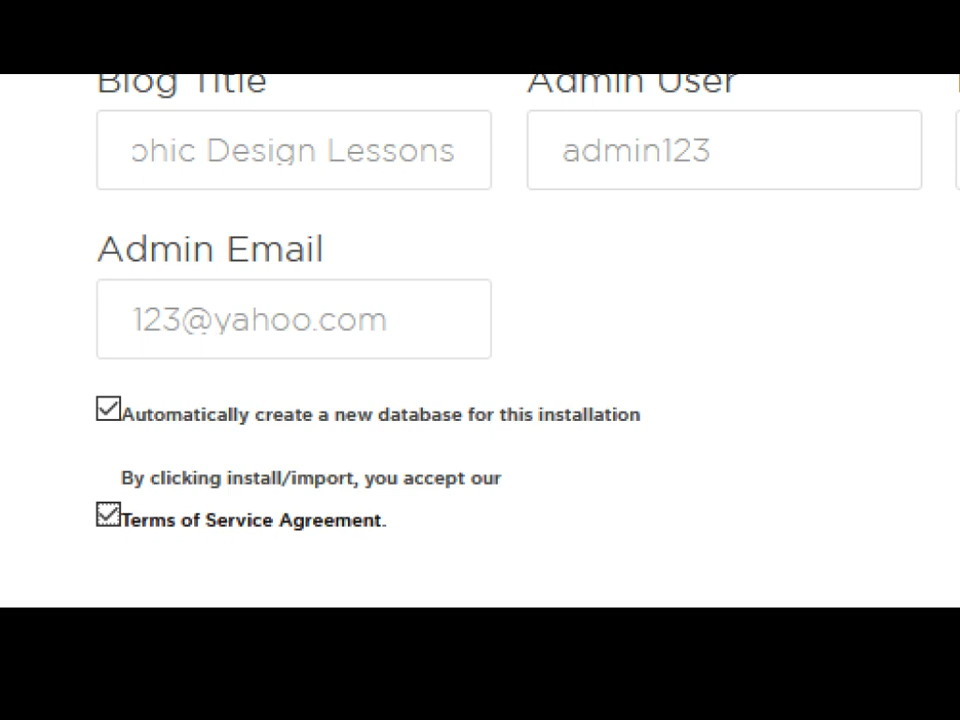 Blog Title Admin User
ohic Design Lessons admin123
Admin Email
123@yahoo.com
Automatically create a new database for this installation
By clicking install/import, you accept our
Terms of Service Agreement.